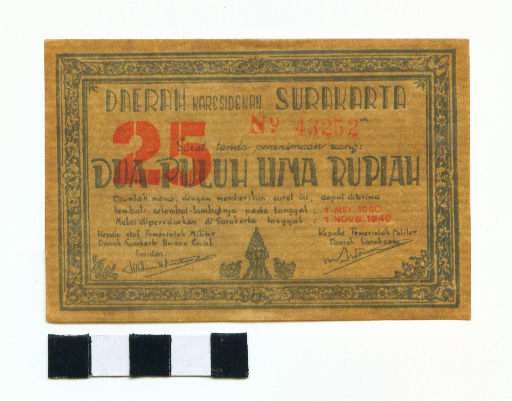 DAERAH KARESIDENAN SURAKARTA
25
No 43252
Surat tanda penerimaan uang:
DUA PULUH LIMA RUPIAH
Djumlah mana, dengan memberikan surat ini, dapat diterima
kembali selambat-lambatnja pada tanggal : 1 MEI 1950
Mulai diperedarkan di Surakarta tanggal : 1 NOVB. 1949
Kepala Staf Pemerintah Militer
Daerah Surakarta Urusan Civiel
Residen.
Kepala Pemerintah Militer
Daerah Surakarta